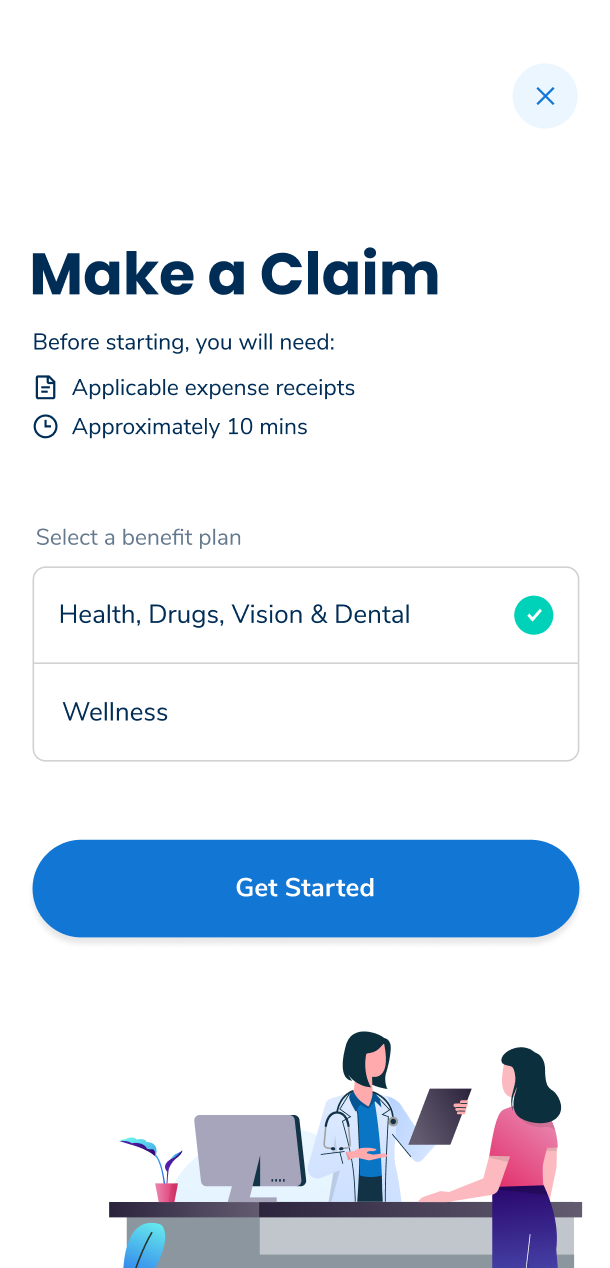 Make a Claim
Before starting, you will need:
Applicable expense receipts
Approximately 10 mins
Select a benefit plan
Health, Drugs, Vision & Dental
Wellness
Get Started